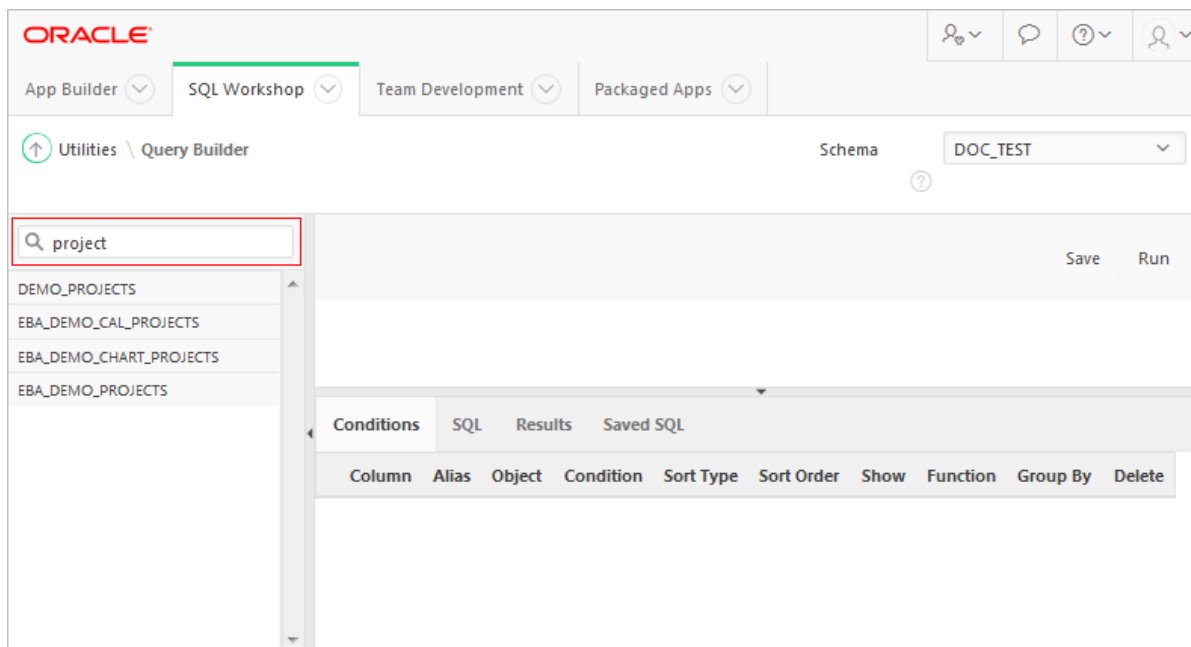 ORACLE
App Builder SQL Workshop Team Development Packaged Apps
Utilities \ Query Builder Schema DOC_TEST
project
Save Run
DEMO_PROJECTS
EBA_DEMO_CAL_PROJECTS
EBA_DEMO_CHART_PROJECTS
EBA_DEMO_PROJECTS
Conditions SQL Results Saved SQL
Column Alias Object Condition Sort Type Sort Order Show Function Group By Delete